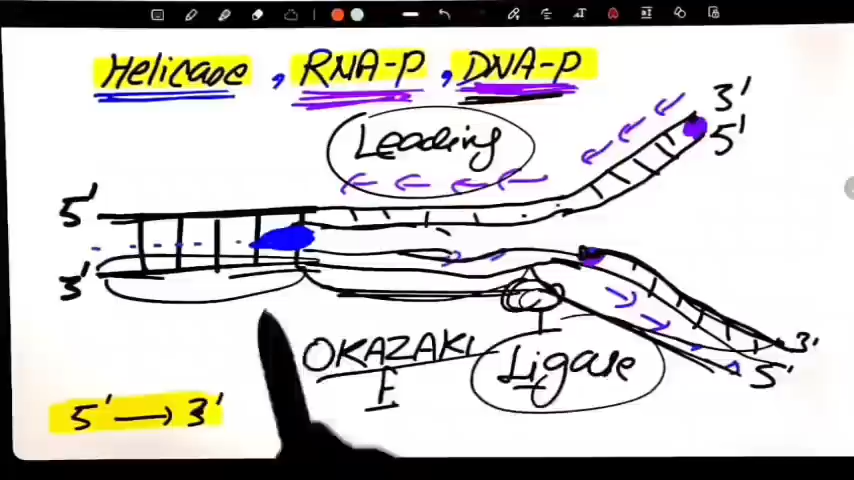 Helicase, RNA-P, DNA-P
3'
Leading
5'
5'
3'
OKAZAKI
F
Ligase
3'
5'
5' → 3'